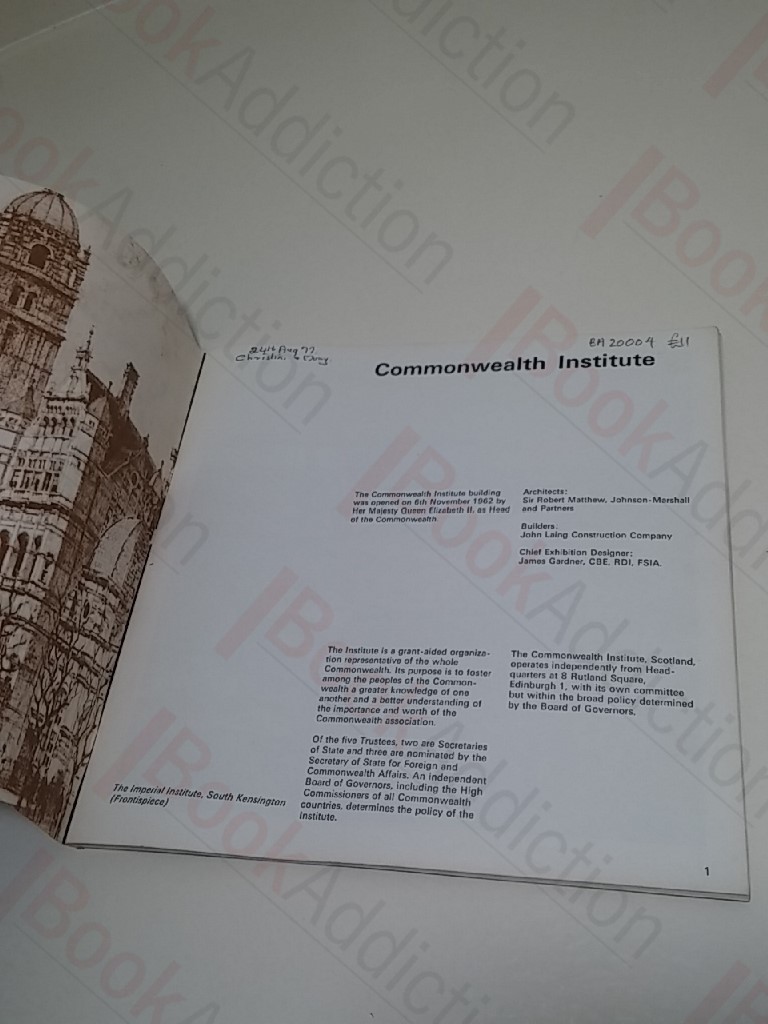 24th Aug 97
BA 20004 £11
Commonwealth Institute
The Commonwealth Institute building
was opened on 6th November 1962 by
Her Majesty Queen Elizabeth II. as Head
of the Commonwealth
Architects:
Sir Robert Matthew, Johnson-Marshall
and Partners
Builders:
John Laing Construction Company
Chief Exhibition Designer:
James Gardner, CBE. RDI, FSIA.
The Institute is a grant-aided organiza-
tion representative of the whole
Commonwealth. Its purpose is to foster
among the peoples of the Common-
wealth a greater knowledge of one
another and a better understanding of
the importance and worth of the
Commonwealth association.
Of the five Trustees, two are Secretaries
of State and three are nominated by the
Secretary of State for Foreign and
Commonwealth Affairs. An independent
Board of Governors, including the High
Commissioners of all Commonwealth
countries, determines the policy of the
Institute.
The Commonwealth Institute, Scotland,
operates independently from Head-
quarters at 8 Rutland Square,
Edinburgh 1, with its own committee
but within the broad policy determined
by the Board of Governors.
The Imperial Institute, South Kensington
(Frontispiece)
1
BookAddiction
BookAddiction
BookAddiction
BookAddiction
BookAddiction
BookAddiction